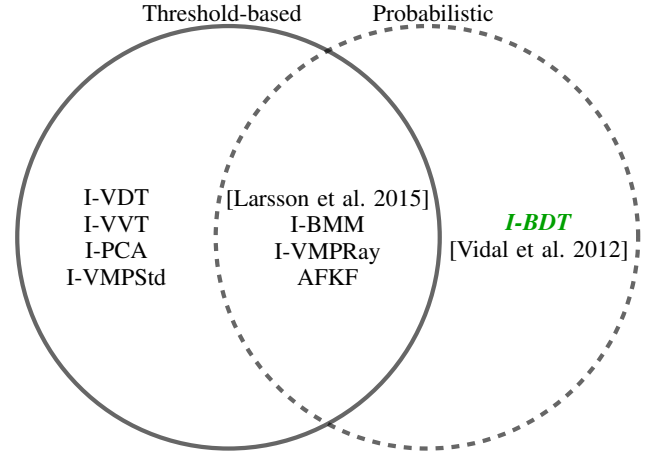 Threshold-based
Probabilistic
I-VDT
I-VVT
I-PCA
I-VMPStd
[Larsson et al. 2015]
I-BMM
I-VMPRay
AFKF
I-BDT
[Vidal et al. 2012]